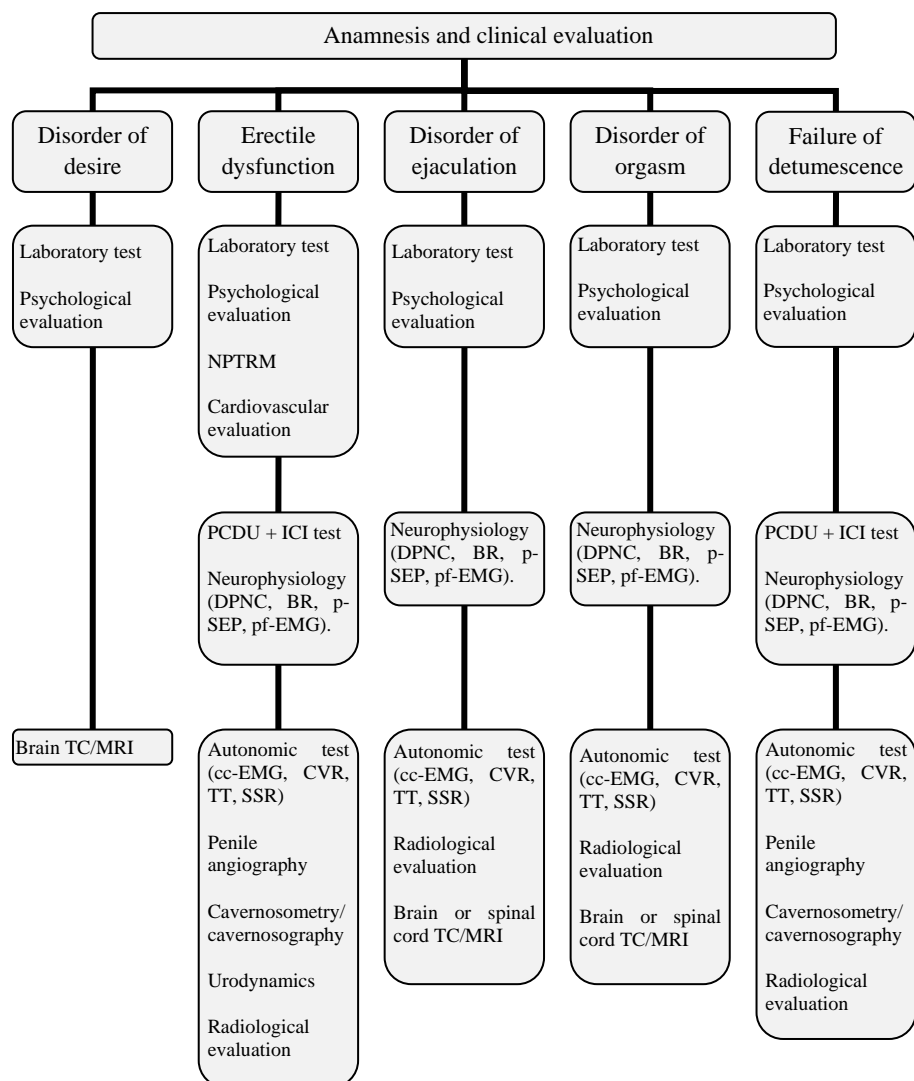 Anamnesis and clinical evaluation
Disorder of
desire
Erectile
dysfunction
Disorder of
ejaculation
Disorder of
orgasm
Failure of
detumescence
Laboratory test
Psychological
evaluation
Laboratory test
Psychological
evaluation
NPTRM
Cardiovascular
evaluation
Laboratory test
Psychological
evaluation
Laboratory test
Psychological
evaluation
Laboratory test
Psychological
evaluation
PCDU + ICI test
Neurophysiology
(DPNC, BR, p-
SEP, pf-EMG).
Neurophysiology
(DPNC, BR, p-
SEP, pf-EMG).
Neurophysiology
(DPNC, BR, p-
SEP, pf-EMG).
PCDU + ICI test
Neurophysiology
(DPNC, BR, p-
SEP, pf-EMG).
Brain TC/MRI
Autonomic test
(cc-EMG, CVR,
TT, SSR)
Penile
angiography
Cavernosometry/
cavernosography
Urodynamics
Radiological
evaluation
Autonomic test
(cc-EMG, CVR,
TT, SSR)
Radiological
evaluation
Brain or spinal
cord TC/MRI
Autonomic test
(cc-EMG, CVR,
TT, SSR)
Radiological
evaluation
Brain or spinal
cord TC/MRI
Autonomic test
(cc-EMG, CVR,
TT, SSR)
Penile
angiography
Cavernosometry/
cavernosography
Radiological
evaluation